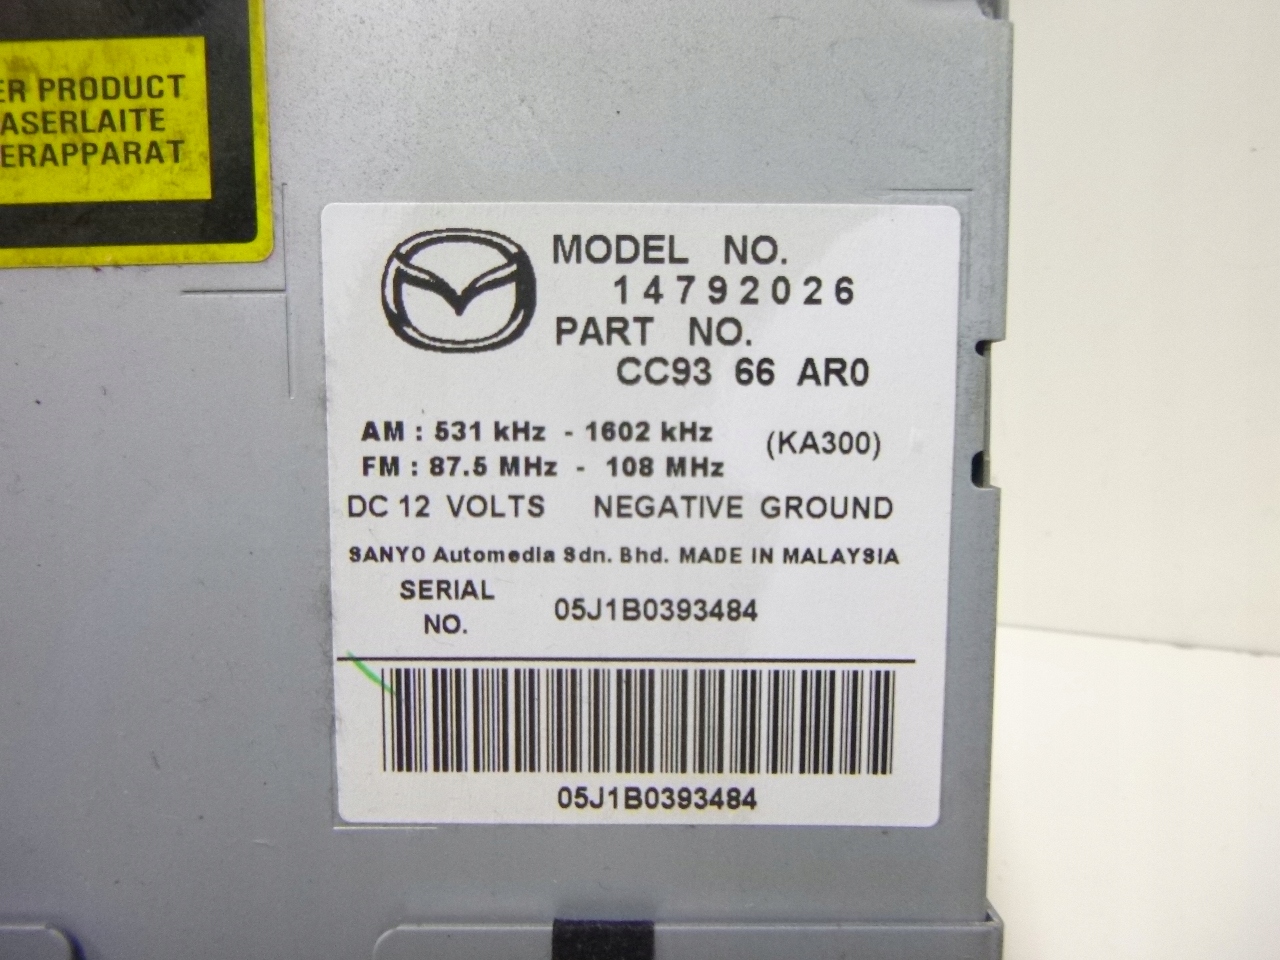 ER PRODUCT
ASERLAITE
ERAPPARAT
MODEL NO.
14792026
PART NO.
CC93 66 AR0
AM : 531 kHz - 1602 kHz
(KA300)
FM : 87.5 MHz - 108 MHz
DC 12 VOLTS NEGATIVE GROUND
SANYO Automedia Sdn. Bhd. MADE IN MALAYSIA
SERIAL
NO.
05J1B0393484
05J1B0393484